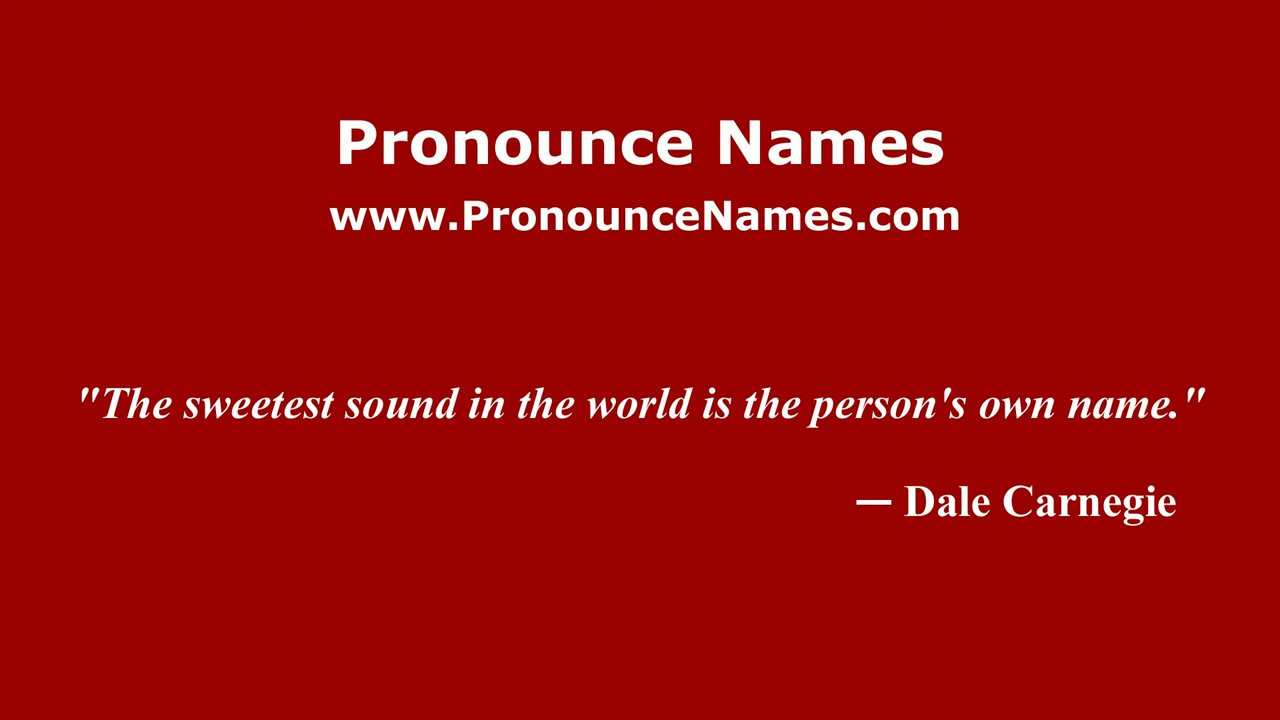 Pronounce Names
www.PronounceNames.com
"The sweetest sound in the world is the person's own name."
— Dale Carnegie